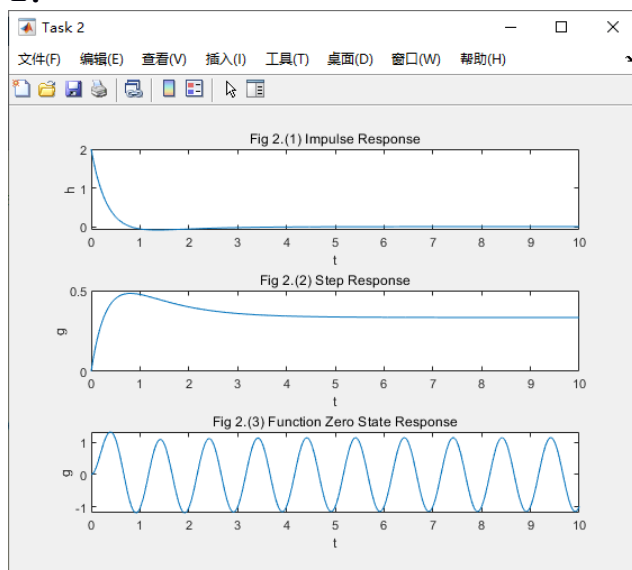 Task 2
文件(F) 编辑(E) 查看(V) 插入(I) 工具(T) 桌面(D) 窗口(W) 帮助(H)
Fig 2.(1) Impulse Response
2
1
0
h
0 1 2 3 4 5 6 7 8 9 10
t
Fig 2.(2) Step Response
0.5
0
g
0 1 2 3 4 5 6 7 8 9 10
t
Fig 2.(3) Function Zero State Response
1
0
-1
g
0 1 2 3 4 5 6 7 8 9 10
t